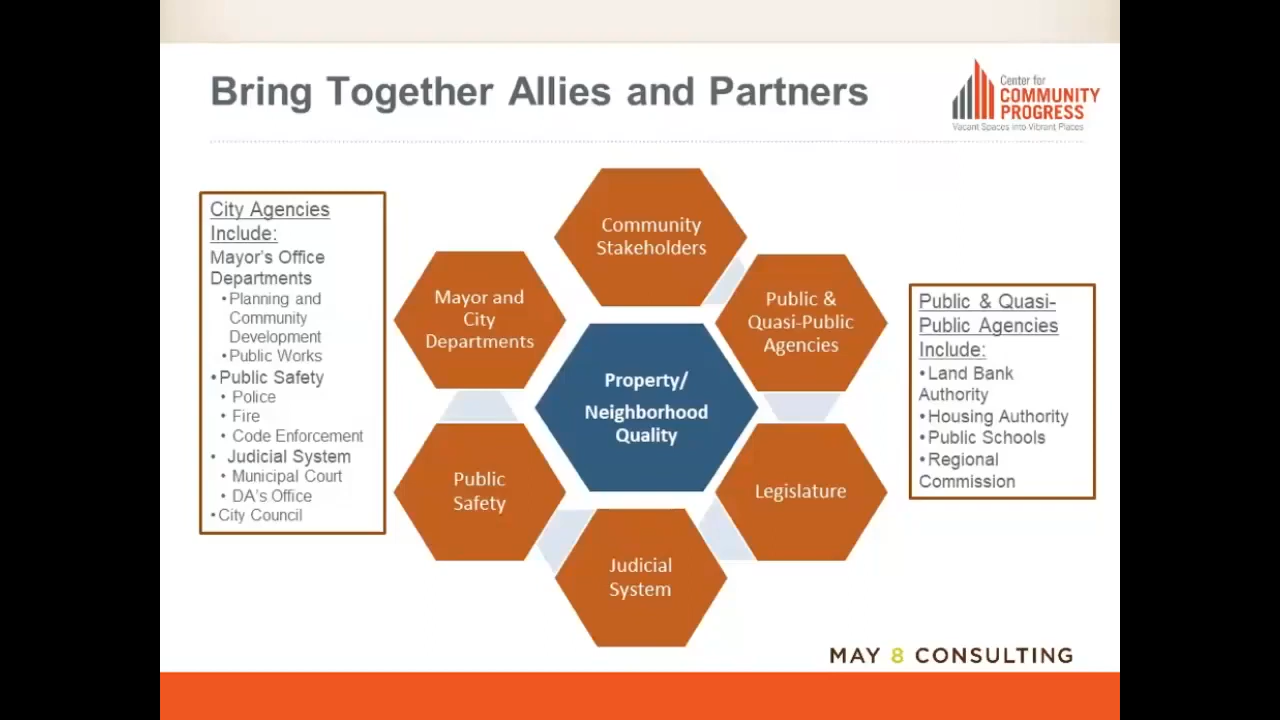 Bring Together Allies and Partners
Center for
COMMUNITY
PROGRESS
Vacant Spaces into Vibrant Places
City Agencies
Include:
Mayor's Office
Departments
•Planning and
Community
Development
•Public Works
•Public Safety
• Police
• Fire
• Code Enforcement
• Judicial System
• Municipal Court
• DA's Office
•City Council
Community
Stakeholders
Mayor and
City
Departments
Public &
Quasi-Public
Agencies
Property/
Neighborhood
Quality
Public
Safety
Legislature
Judicial
System
Public & Quasi-
Public Agencies
Include:
•Land Bank
Authority
•Housing Authority
•Public Schools
•Regional
Commission
MAY 8 CONSULTING